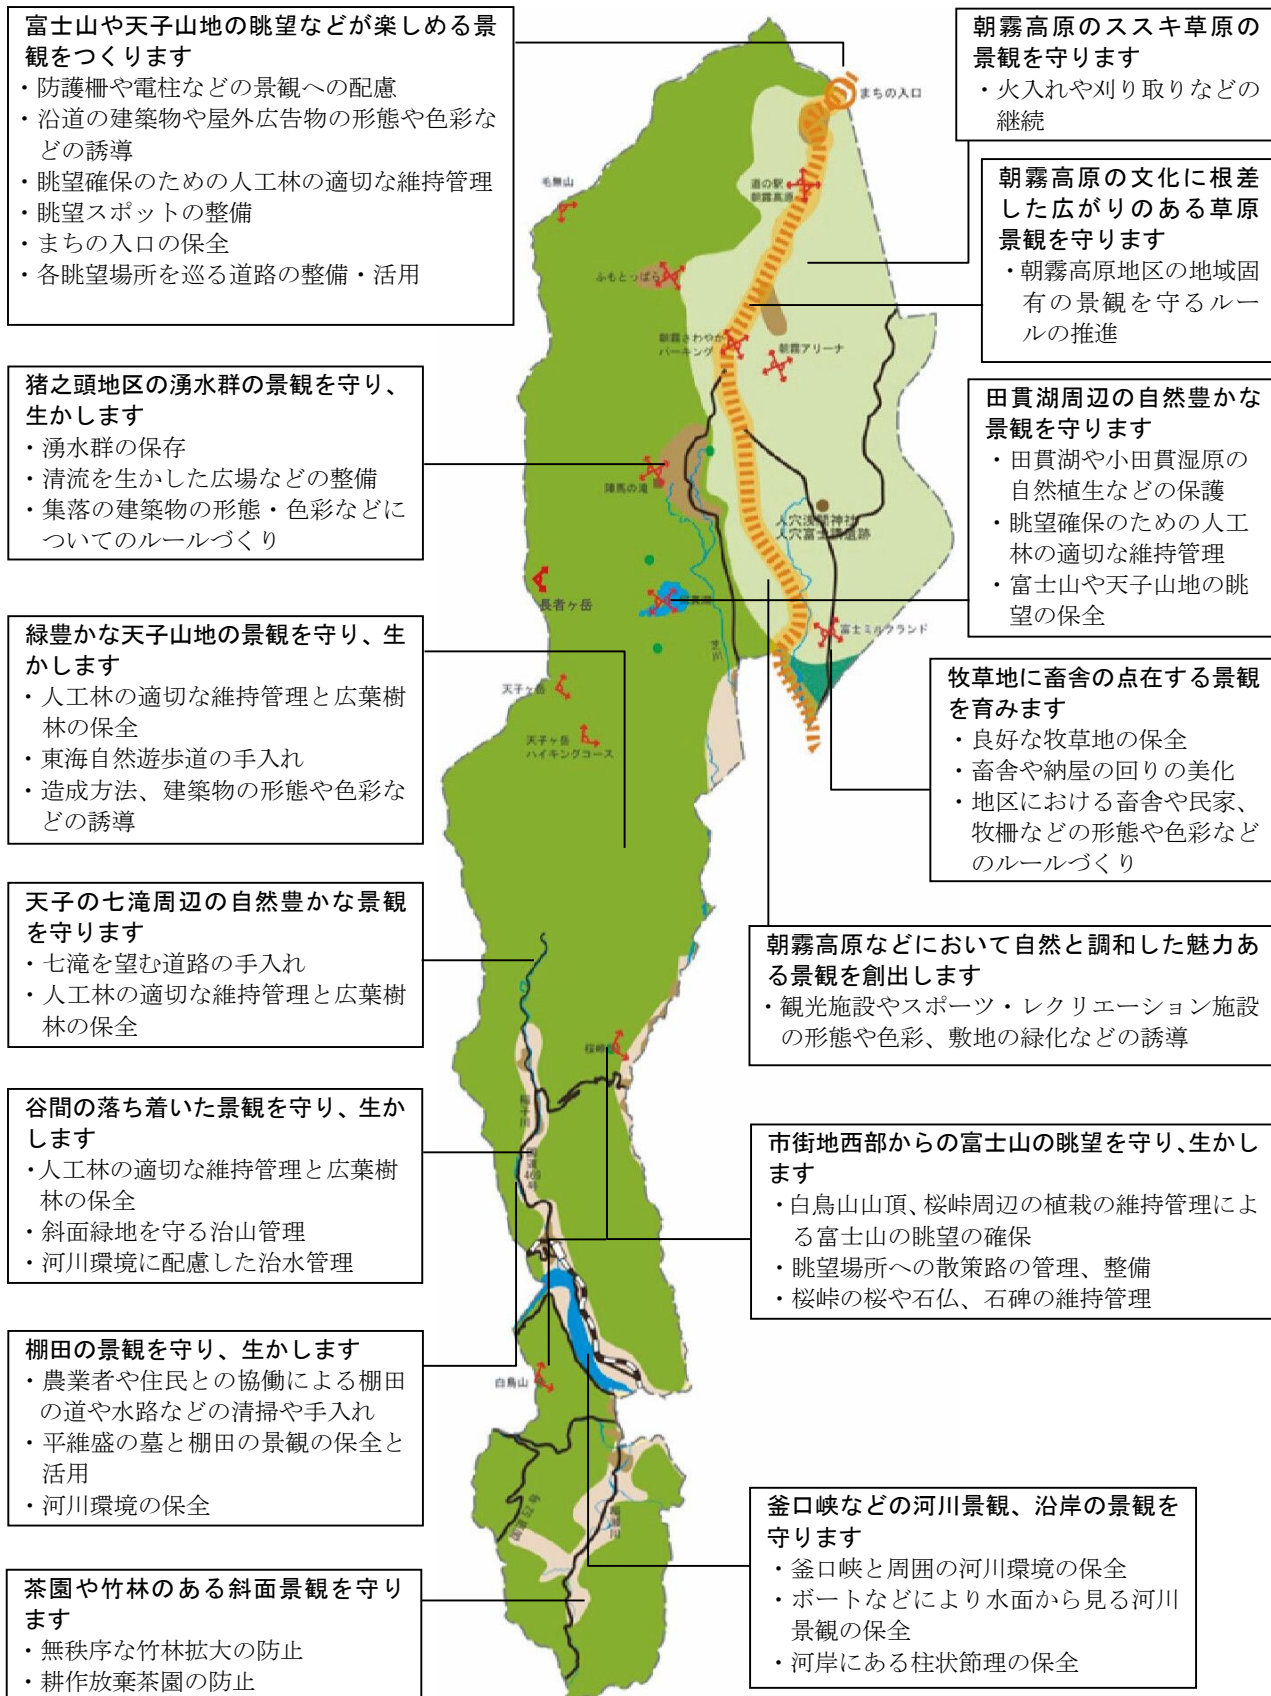 富士山や天子山地の眺望などが楽しめる景
観をつくります
・防護柵や電柱などの景観への配慮
・沿道の建築物や屋外広告物の形態や色彩な
どの誘導
・眺望確保のための人工林の適切な維持管理
・眺望スポットの整備
・まちの入口の保全
・各眺望場所を巡る道路の整備・活用
猪之頭地区の湧水群の景観を守り、
生かします
・湧水群の保存
・清流を生かした広場などの整備
・集落の建築物の形態・色彩などに
ついてのルールづくり
緑豊かな天子山地の景観を守り、生
かします
・人工林の適切な維持管理と広葉樹
林の保全
・東海自然遊歩道の手入れ
・造成方法、建築物の形態や色彩な
どの誘導
天子の七滝周辺の自然豊かな景観
を守ります
・七滝を望む道路の手入れ
・人工林の適切な維持管理と広葉樹
林の保全
谷間の落ち着いた景観を守り、生か
します
・人工林の適切な維持管理と広葉樹
林の保全
・斜面緑地を守る治山管理
・河川環境に配慮した治水管理
棚田の景観を守り、生かします
・農業者や住民との協働による棚田
の道や水路などの清掃や手入れ
・平維盛の墓と棚田の景観の保全と
活用
・河川環境の保全
茶園や竹林のある斜面景観を守り
ます
・無秩序な竹林拡大の防止
・耕作放棄茶園の防止
まちの入口
毛無山
道の駅
朝霧高原
ふもとっぱら
朝霧さわやか
パーキング
朝霧アリーナ
陣馬の滝
人穴浅間神社
人穴富士講遺跡
長者ヶ岳
田貫湖
富士ミルクランド
芝川
天子ヶ岳
天子ヶ岳
ハイキングコース
桜峠
稲子川
白鳥山
朝霧高原のススキ草原の
景観を守ります
・火入れや刈り取りなどの
継続
朝霧高原の文化に根差
した広がりのある草原
景観を守ります
・朝霧高原地区の地域固
有の景観を守るルー
ルの推進
田貫湖周辺の自然豊かな
景観を守ります
・田貫湖や小田貫湿原の
自然植生などの保護
・眺望確保のための人工
林の適切な維持管理
・富士山や天子山地の眺
望の保全
牧草地に畜舎の点在する景観
を育みます
・良好な牧草地の保全
・畜舎や納屋の回りの美化
・地区における畜舎や民家、
牧柵などの形態や色彩など
のルールづくり
朝霧高原などにおいて自然と調和した魅力あ
る景観を創出します
・観光施設やスポーツ・レクリエーション施設
の形態や色彩、敷地の緑化などの誘導
市街地西部からの富士山の眺望を守り、生かし
ます
・白鳥山山頂、桜峠周辺の植栽の維持管理によ
る富士山の眺望の確保
・眺望場所への散策路の管理、整備
・桜峠の桜や石仏、石碑の維持管理
釜口峡などの河川景観、沿岸の景観を
守ります
・釜口峡と周囲の河川環境の保全
・ボートなどにより水面から見る河川
景観の保全
・河岸にある柱状節理の保全